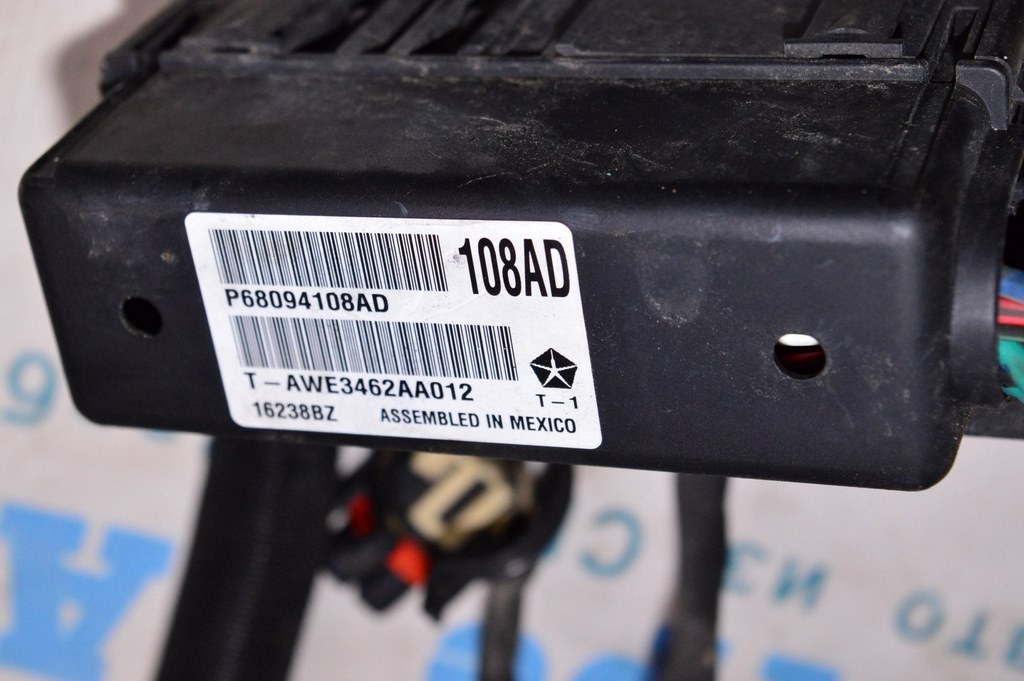 108AD
P68094108AD
T-AWE3462AA012
T-1
16238BZ ASSEMBLED IN MEXICO